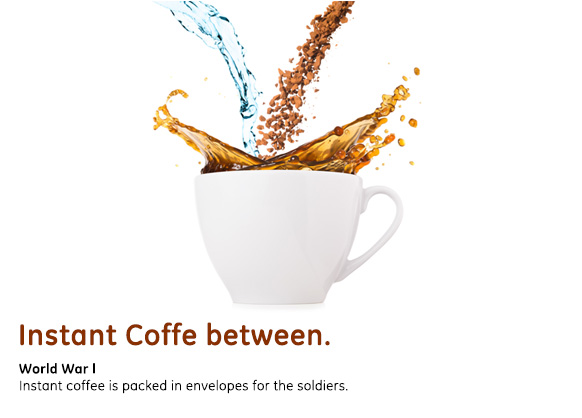 Instant Coffe between.
World War l
Instant coffee is packed in envelopes for the soldiers.